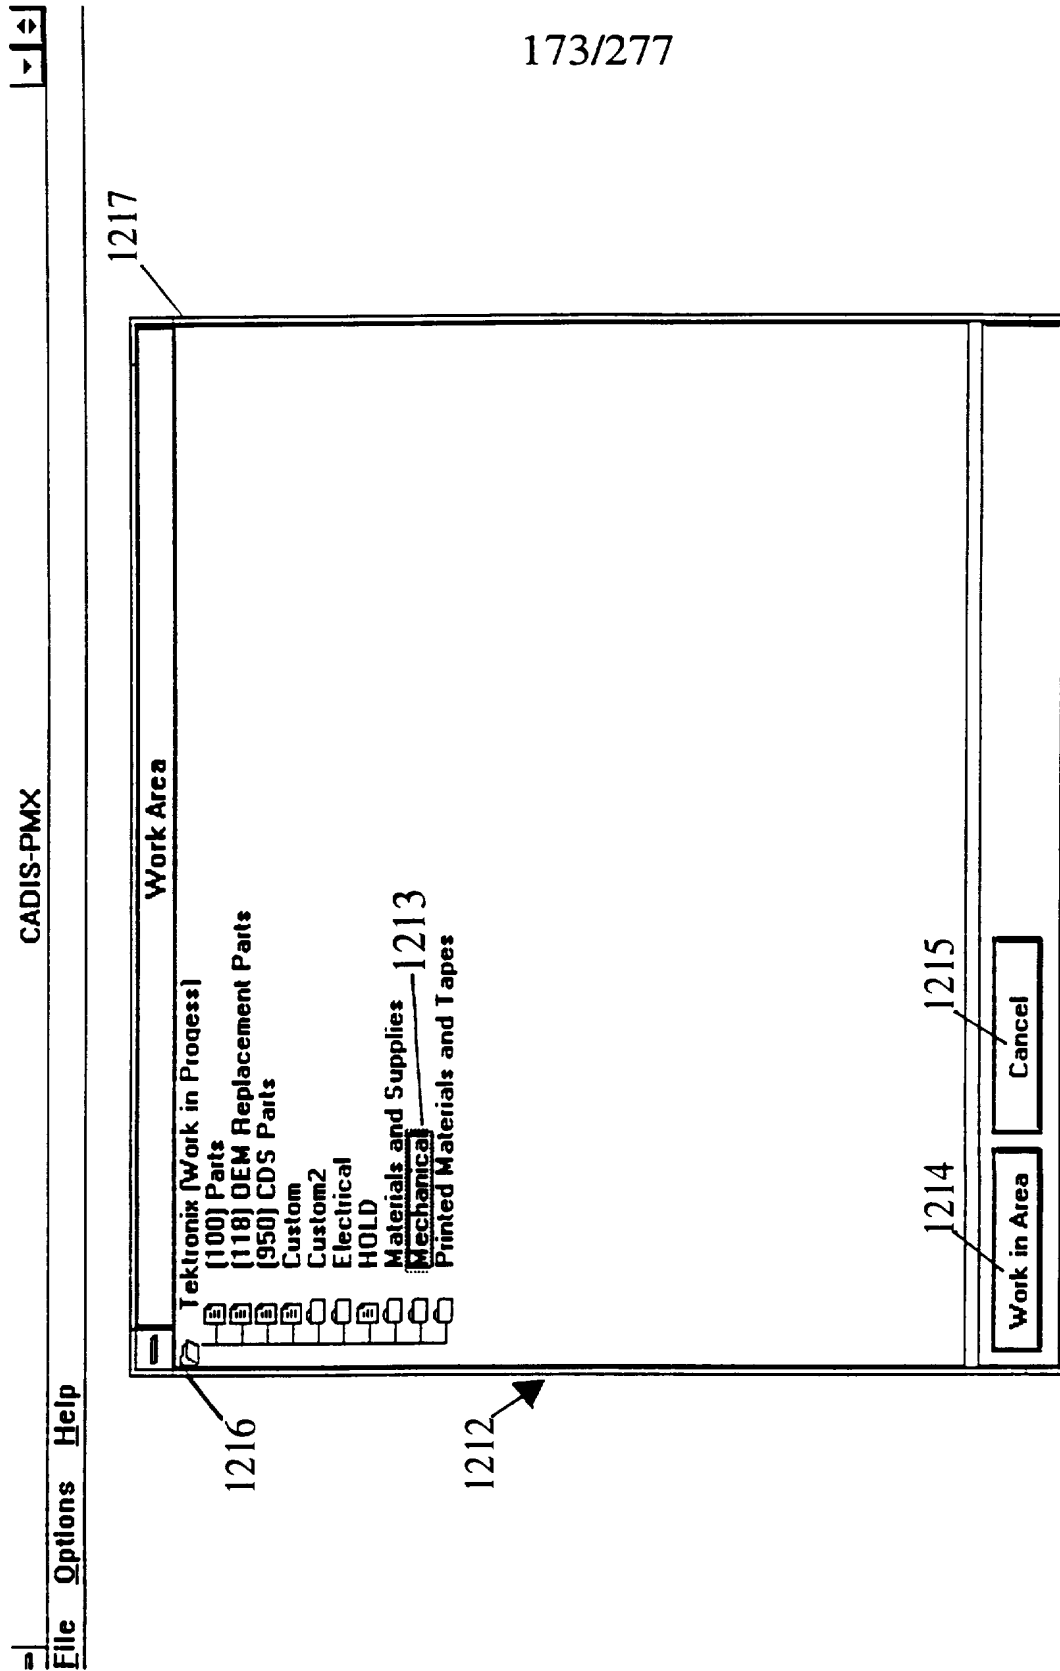 173/277
CADIS-PMX
File Options Help
Work Area
1217
1216
Tektronix (Work in Progess)
(100) Parts
(118) OEM Replacement Parts
(950) CDS Parts
Custom
Custom2
Electrical
HOLD
Materials and Supplies
Mechanical
1213
Printed Materials and Tapes
1212
1214
1215
Work in Area
Cancel